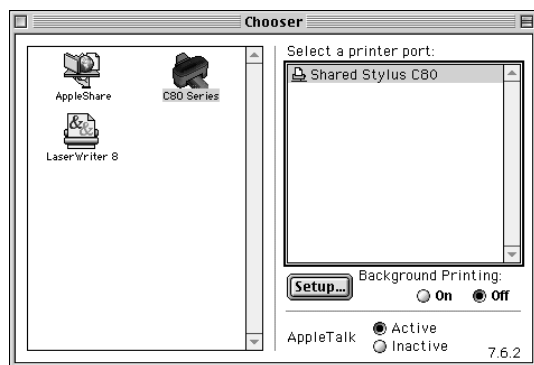 Chooser
AppleShare
C80 Series
LaserWriter 8
Select a printer port:
Shared Stylus C80
Setup...
Background Printing:
On Off
AppleTalk
Active
Inactive
7.6.2